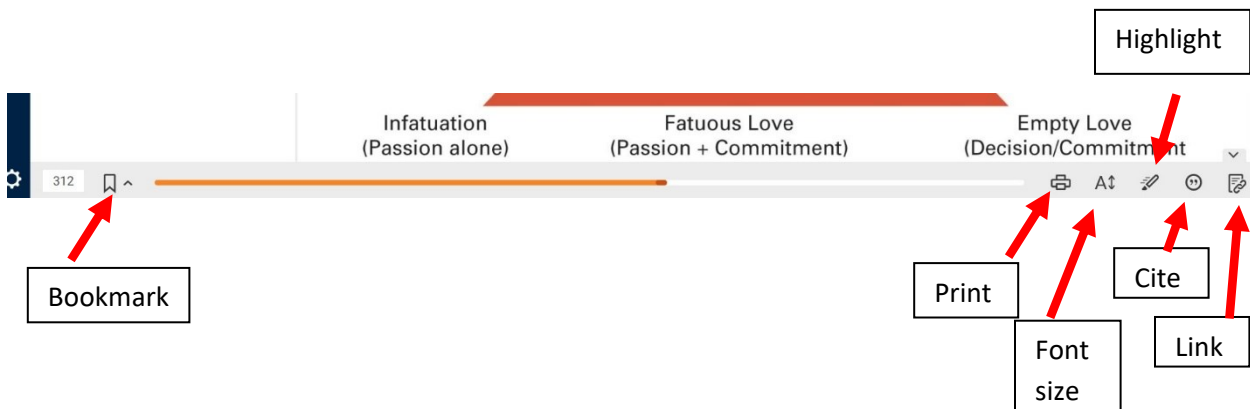 Highlight
Infatuation
(Passion alone)
Fatuous Love
(Passion + Commitment)
Empty Love
(Decision/Commitment
312
A
Bookmark
Print
Cite
Font
size
Link